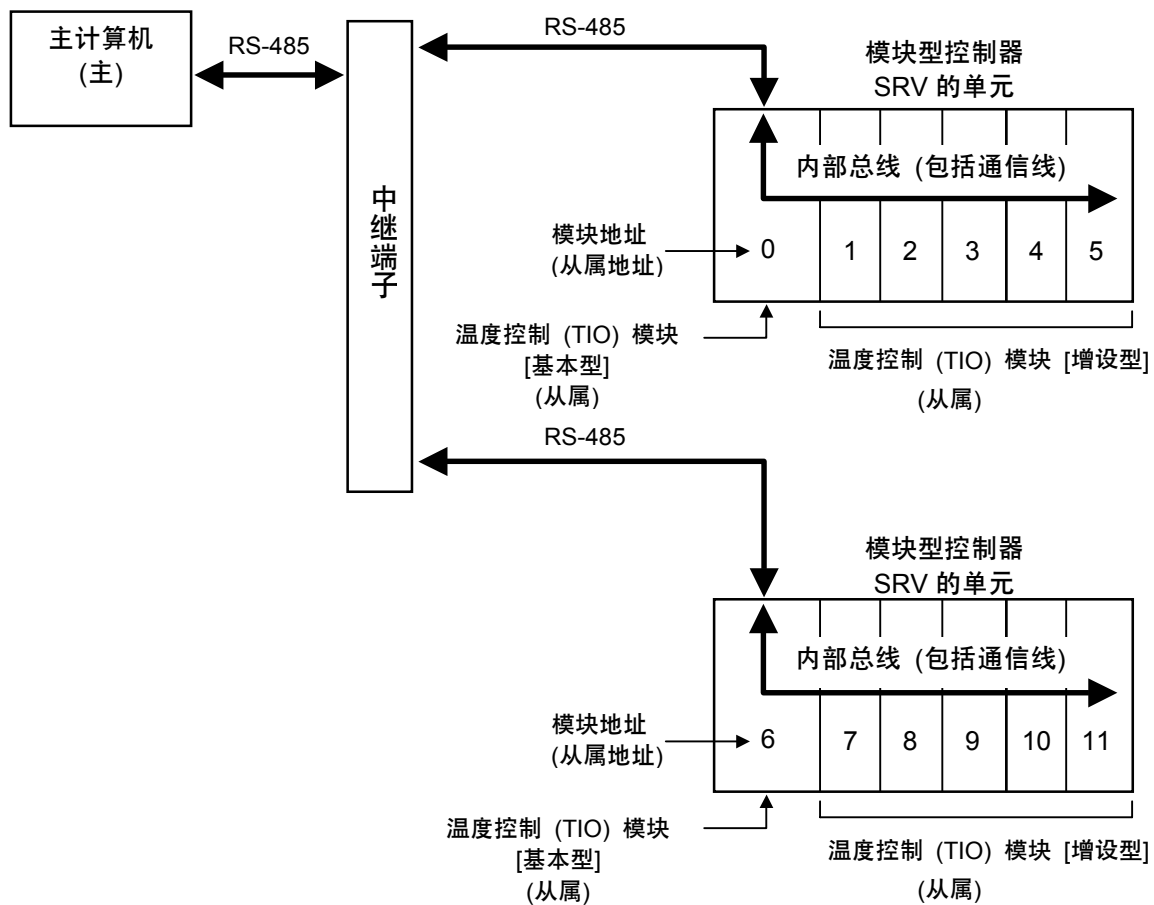 主计算机
(主)
RS-485
RS-485
中继端子
模块型控制器
SRV 的单元
内部总线 (包括通信线)
模块地址
(从属地址)
0 1 2 3 4 5
温度控制 (TIO) 模块
[基本型]
(从属)
温度控制 (TIO) 模块 [增设型]
(从属)
RS-485
模块型控制器
SRV 的单元
内部总线 (包括通信线)
模块地址
(从属地址)
6 7 8 9 10 11
温度控制 (TIO) 模块
[基本型]
(从属)
温度控制 (TIO) 模块 [增设型]
(从属)